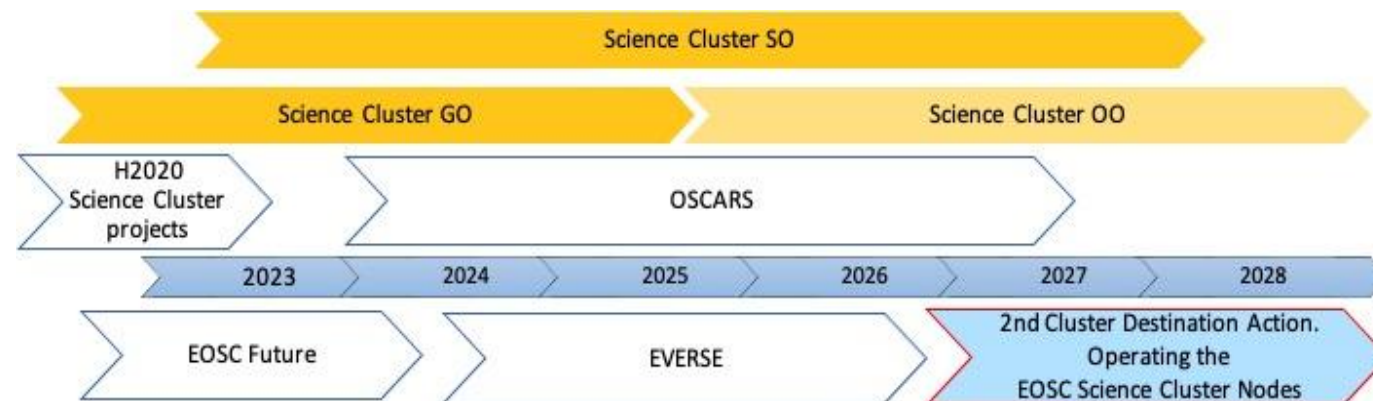 Science Cluster SO
Science Cluster GO
Science Cluster OO
H2020
Science Cluster
projects
OSCARS
2023
2024
2025
2026
2027
2028
EOSC Future
EVERSE
2nd Cluster Destination Action.
Operating the
EOSC Science Cluster Nodes